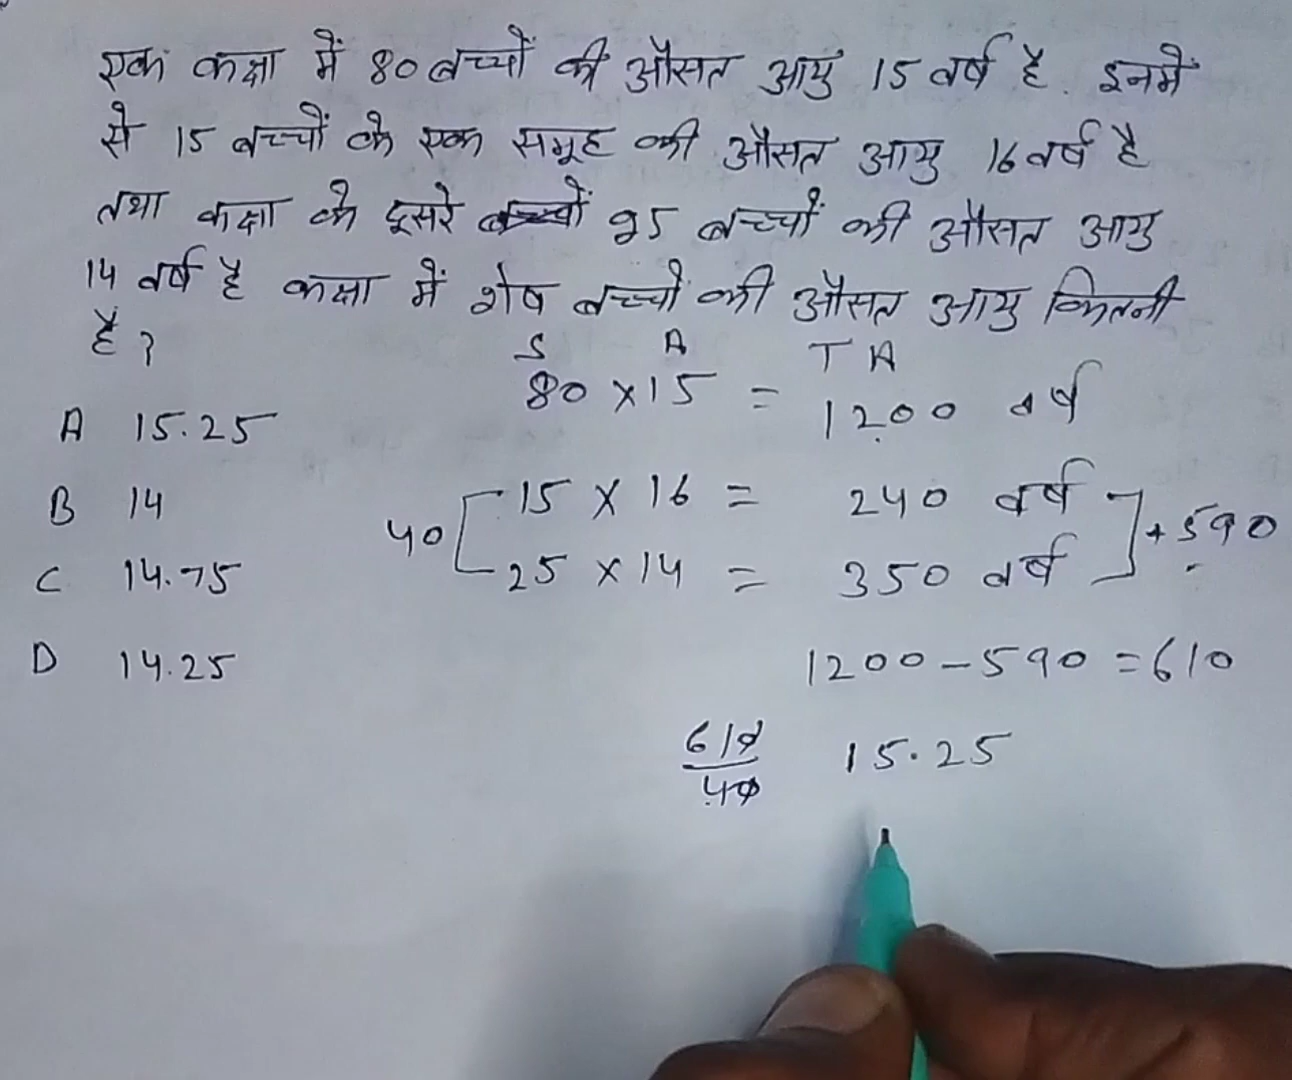 एक कक्षा में 80 बच्चों की औसत आयु 15 वर्ष है. इनमें
से 15 बच्चों के एक समूह की औसत आयु 16 वर्ष है
तथा कक्षा के दूसरे 25 बच्चों की औसत आयु
14 वर्ष है कक्षा में शेष बच्चों की औसत आयु कितनी
है ?
S A T A
80 × 15 = 1200 वर्ष
A 15.25
B 14
C 14.75
D 14.25
40 [ 15 × 16 = 240 वर्ष ] + 590
25 × 14 = 350 वर्ष
1200 - 590 = 610
610/40 15.25